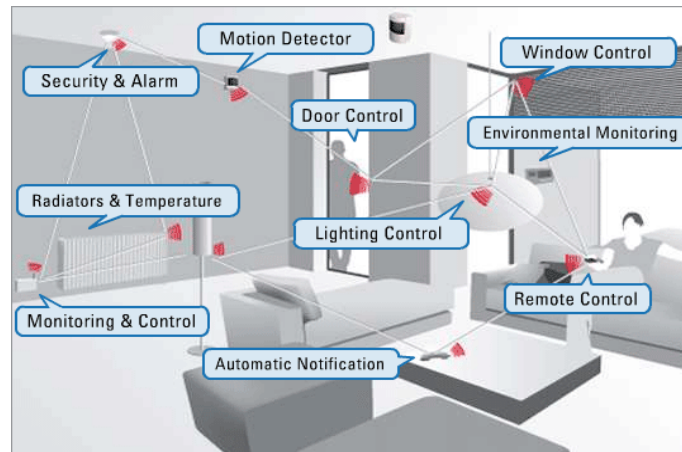 Motion Detector
Window Control
Security & Alarm
Door Control
Environmental Monitoring
Radiators & Temperature
Lighting Control
Remote Control
Monitoring & Control
Automatic Notification